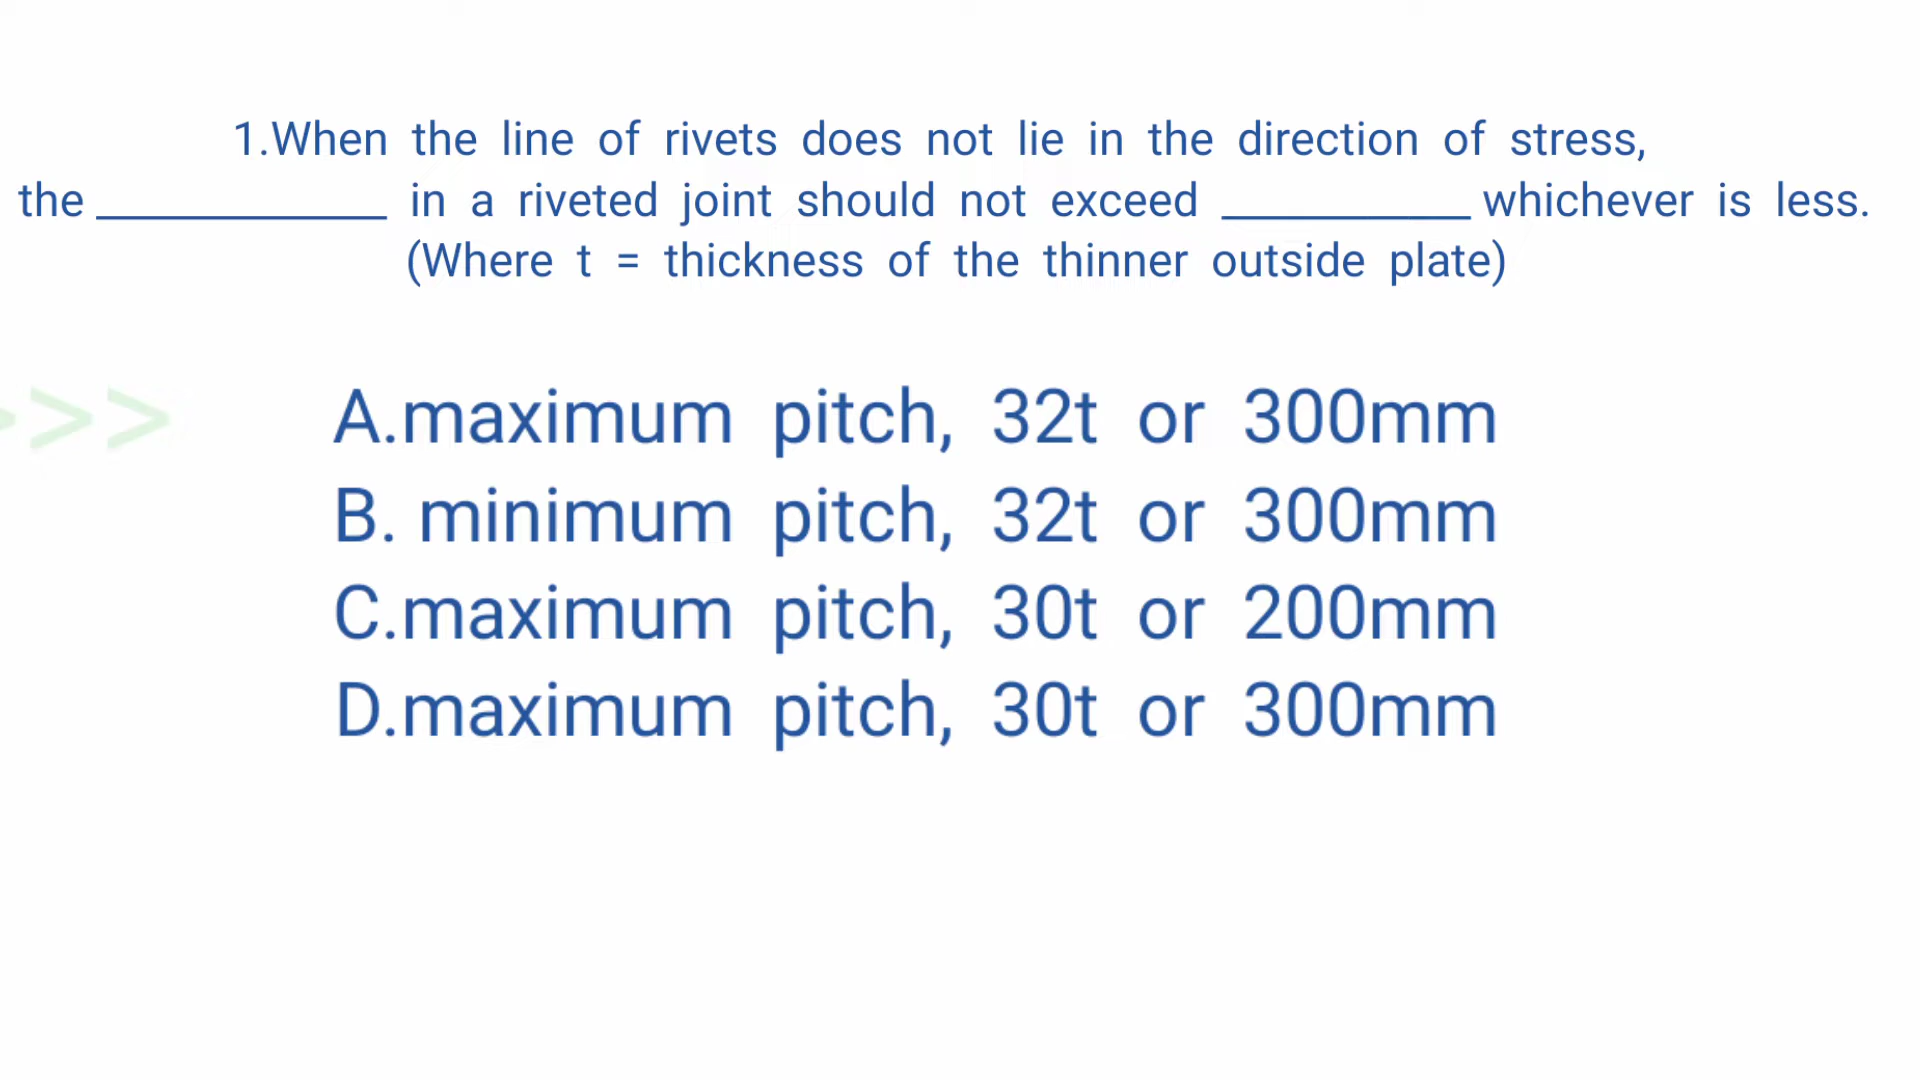 1.When the line of rivets does not lie in the direction of stress,
the ____________ in a riveted joint should not exceed __________ whichever is less.
(Where t = thickness of the thinner outside plate)
>>>
A.maximum pitch, 32t or 300mm
B. minimum pitch, 32t or 300mm
C.maximum pitch, 30t or 200mm
D.maximum pitch, 30t or 300mm